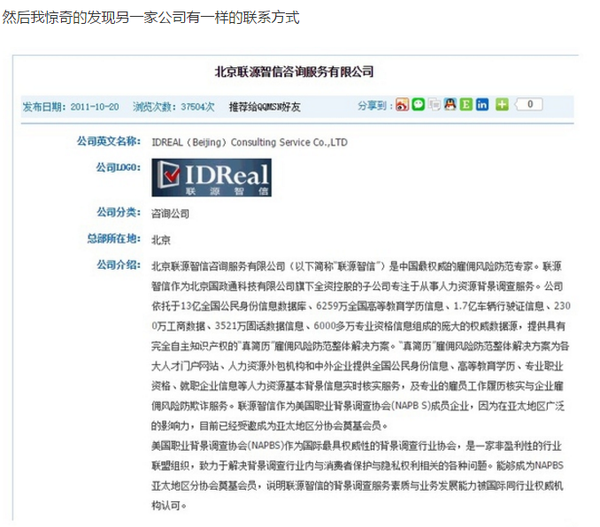 然后我惊奇的发现另一家公司有一样的联系方式
北京联源智信咨询服务有限公司
发布日期：2011-10-20 浏览次数：37504次 推荐给QQMSN好友 分享到： 0
公司英文名称： IDREAL（Beijing）Consulting Service Co.,LTD
公司LOGO： IDReal
联源智信
公司分类： 咨询公司
总部所在地： 北京
公司介绍： 北京联源智信咨询服务有限公司（以下简称“联源智信”）是中国最权威的雇佣风险防范专家。联源
智信作为北京国政通科技有限公司旗下全资控股的子公司专注于从事人力资源背景调查服务。公司
依托于13亿全国公民身份信息数据库、6259万全国高等教育学历信息、1.7亿车辆行驶证信息、230
0万工商数据、3521万固话数据信息、6000多万专业资格信息组成的庞大的权威数据源，提供具有
完全自主知识产权的“真简历”雇佣风险防范整体解决方案。“真简历”雇佣风险防范整体解决方案为各
大人才门户网站、人力资源外包机构和中外企业提供全国公民身份信息、高等教育学历、专业职业
资格、就职企业信息等人力资源基本背景信息实时核实服务，及专业的雇员工作履历核实与企业雇
佣风险防欺诈服务。联源智信作为美国职业背景调查协会(NAPB S)成员企业，因为在亚太地区广泛
的影响力，目前已经受邀成为亚太地区分协会奠基会员。
美国职业背景调查协会(NAPBS)作为国际最具权威性的背景调查行业协会，是一家非盈利性的行业
联盟组织，致力于解决背景调查行业内与消费者保护与隐私权利相关的各种问题。能够成为NAPBS
亚太地区分协会奠基会员，说明联源智信的背景调查服务素质与业务发展能力被国际同行业权威机
构认可。